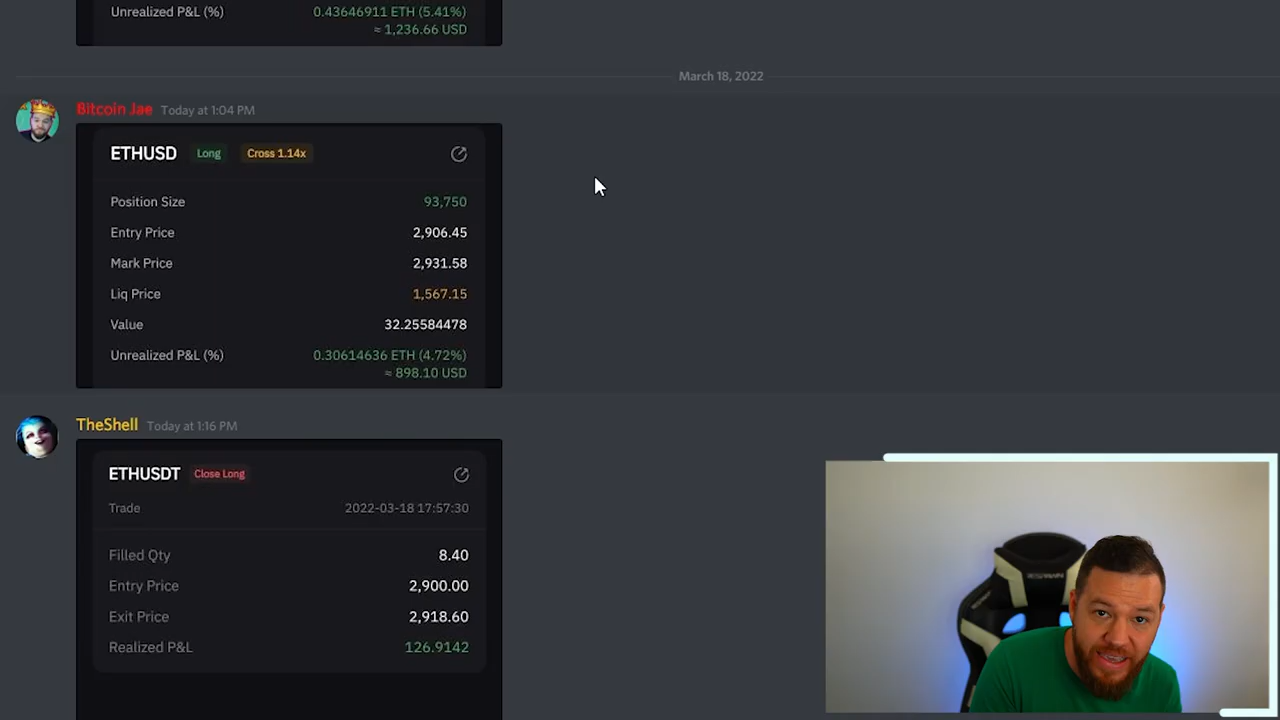 Unrealized P&L (%) 0.43646911 ETH (5.41%)
≈ 1,236.66 USD
March 18, 2022
Bitcoin Jae Today at 1:04 PM
ETHUSD Long Cross 1.14x
Position Size 93,750
Entry Price 2,906.45
Mark Price 2,931.58
Liq Price 1,567.15
Value 32.25584478
Unrealized P&L (%) 0.30614636 ETH (4.72%)
≈ 898.10 USD
TheShell Today at 1:16 PM
ETHUSDT Close Long
Trade 2022-03-18 17:57:30
Filled Qty 8.40
Entry Price 2,900.00
Exit Price 2,918.60
Realized P&L 126.9142